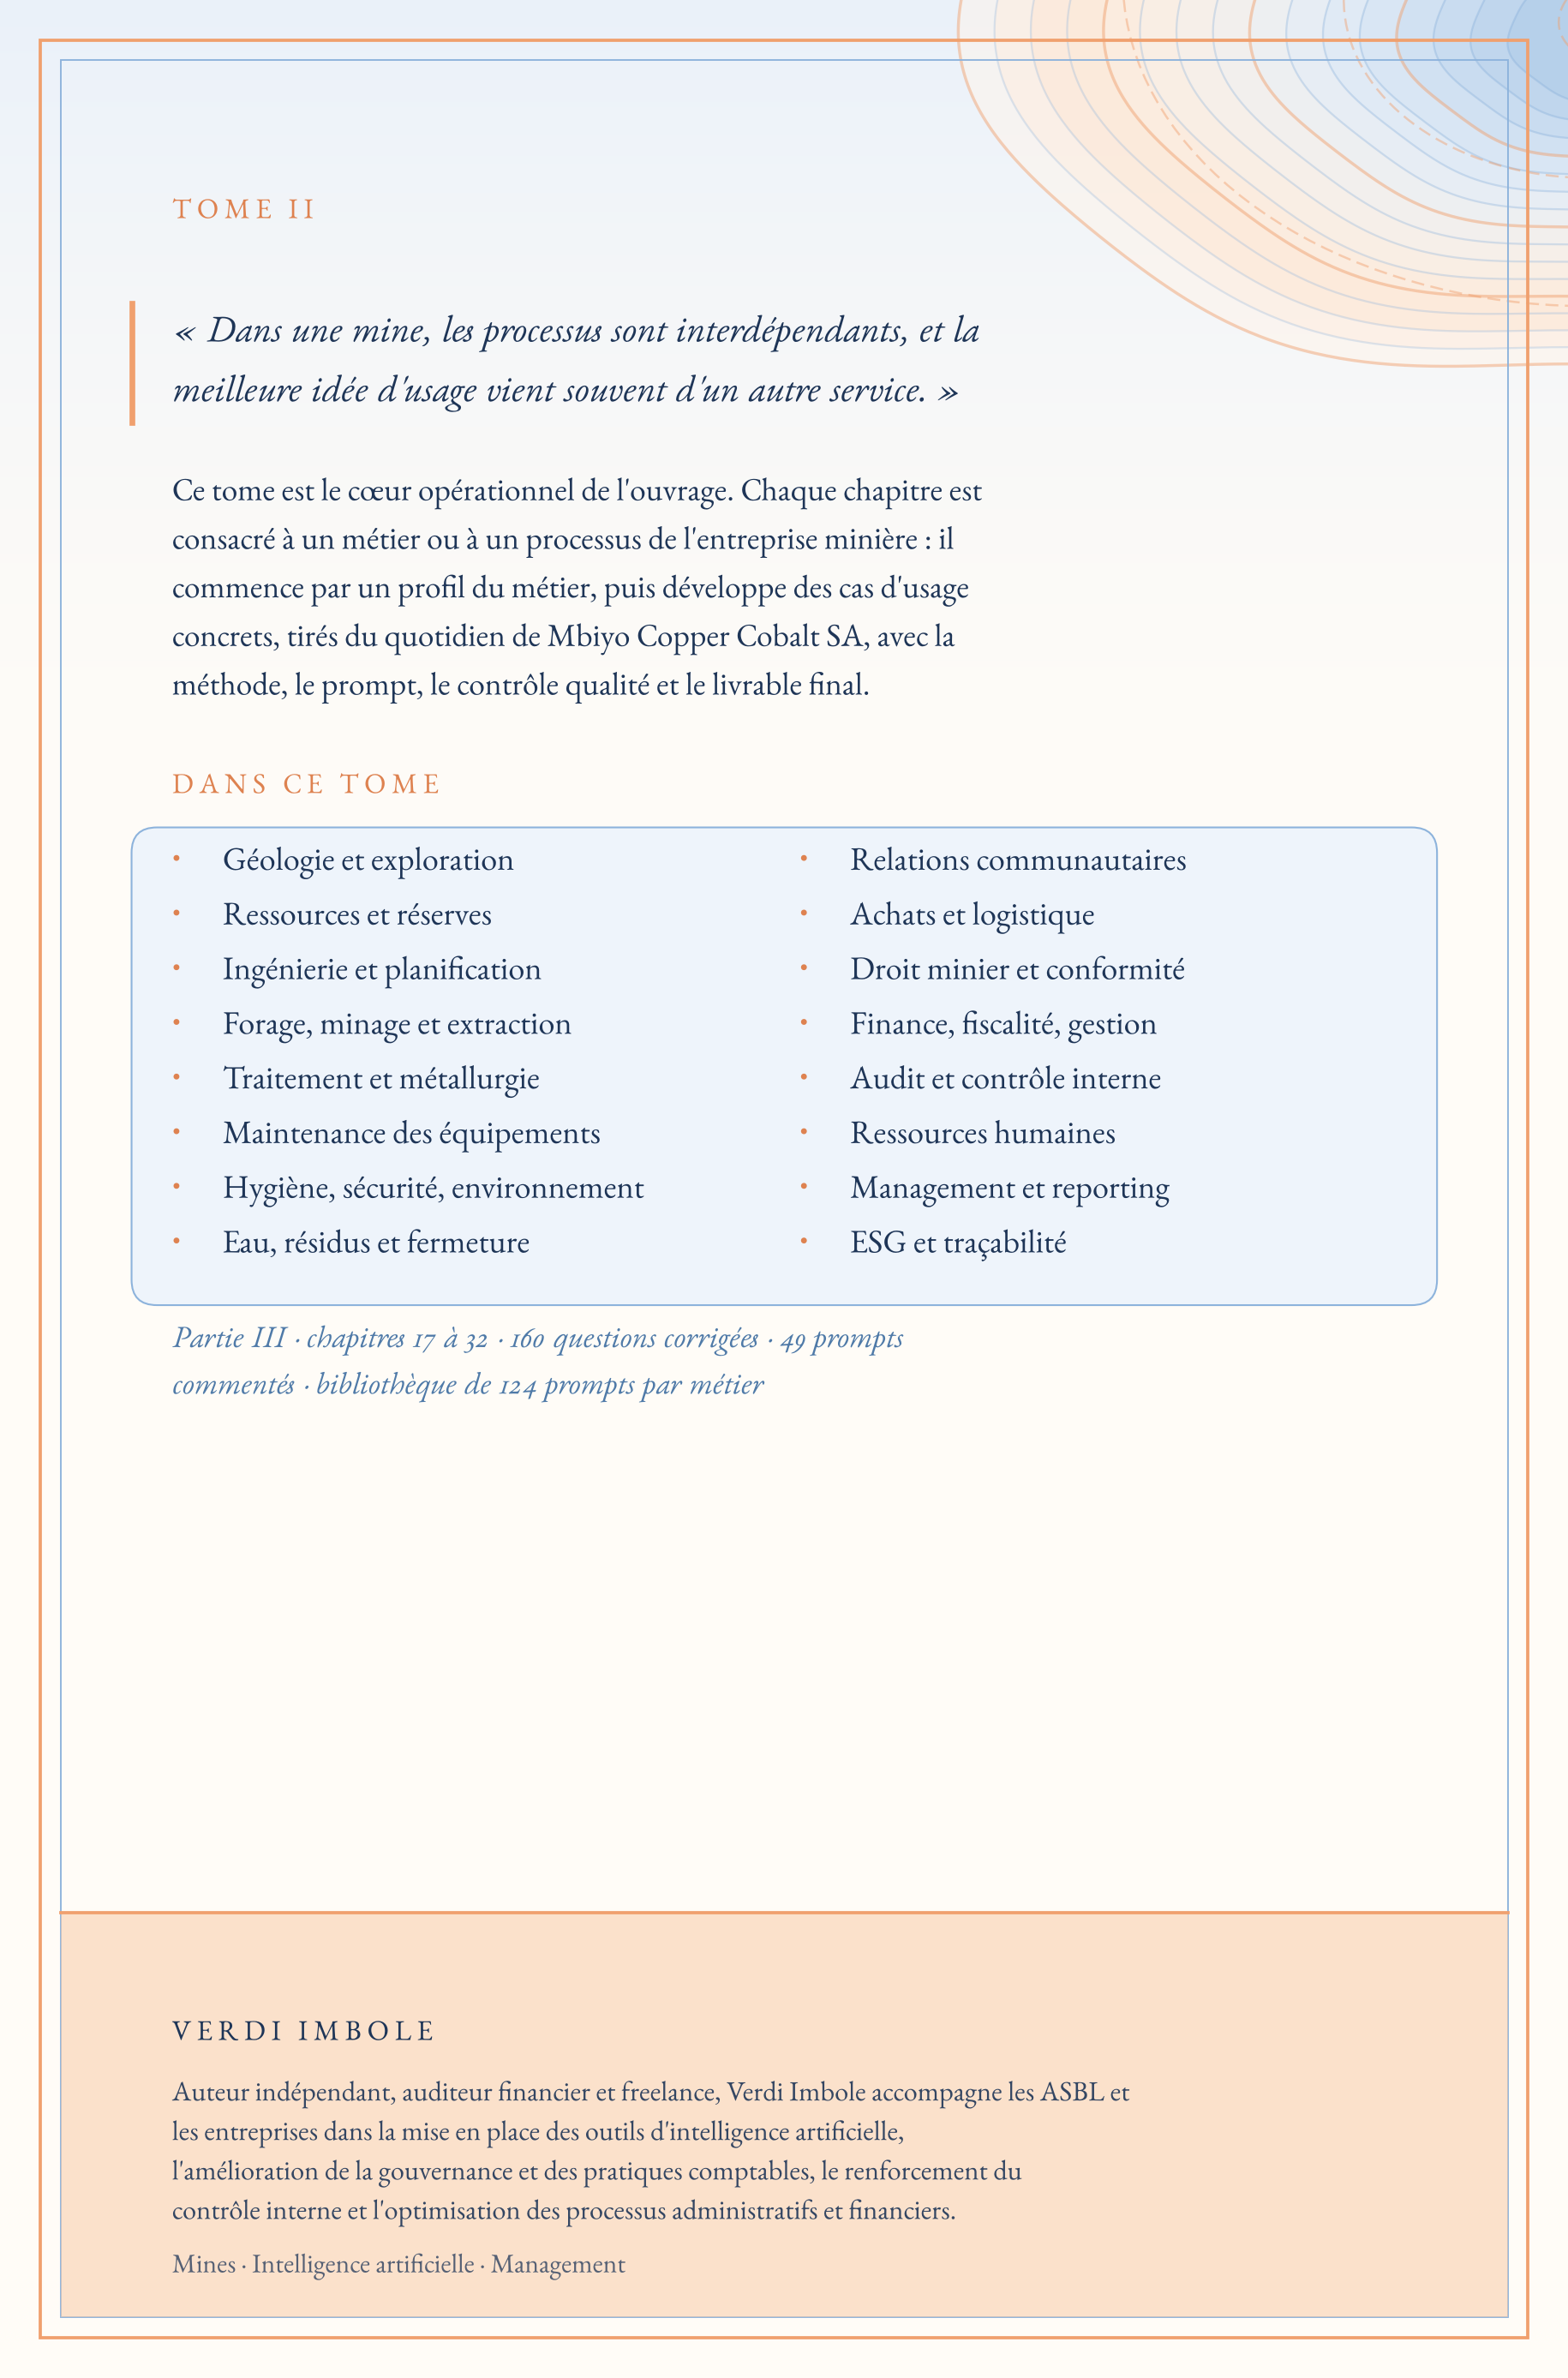 TOME II
« Dans une mine, les processus sont interdépendants, et la
meilleure idée d'usage vient souvent d'un autre service. »
Ce tome est le cœur opérationnel de l'ouvrage. Chaque chapitre est
consacré à un métier ou à un processus de l'entreprise minière : il
commence par un profil du métier, puis développe des cas d'usage
concrets, tirés du quotidien de Mbiyo Copper Cobalt SA, avec la
méthode, le prompt, le contrôle qualité et le livrable final.
DANS CE TOME
• Géologie et exploration
• Ressources et réserves
• Ingénierie et planification
• Forage, minage et extraction
• Traitement et métallurgie
• Maintenance des équipements
• Hygiène, sécurité, environnement
• Eau, résidus et fermeture
• Relations communautaires
• Achats et logistique
• Droit minier et conformité
• Finance, fiscalité, gestion
• Audit et contrôle interne
• Ressources humaines
• Management et reporting
• ESG et traçabilité
Partie III · chapitres 17 à 32 · 160 questions corrigées · 49 prompts
commentés · bibliothèque de 124 prompts par métier
VERDI IMBOLE
Auteur indépendant, auditeur financier et freelance, Verdi Imbole accompagne les ASBL et
les entreprises dans la mise en place des outils d'intelligence artificielle,
l'amélioration de la gouvernance et des pratiques comptables, le renforcement du
contrôle interne et l'optimisation des processus administratifs et financiers.
Mines · Intelligence artificielle · Management